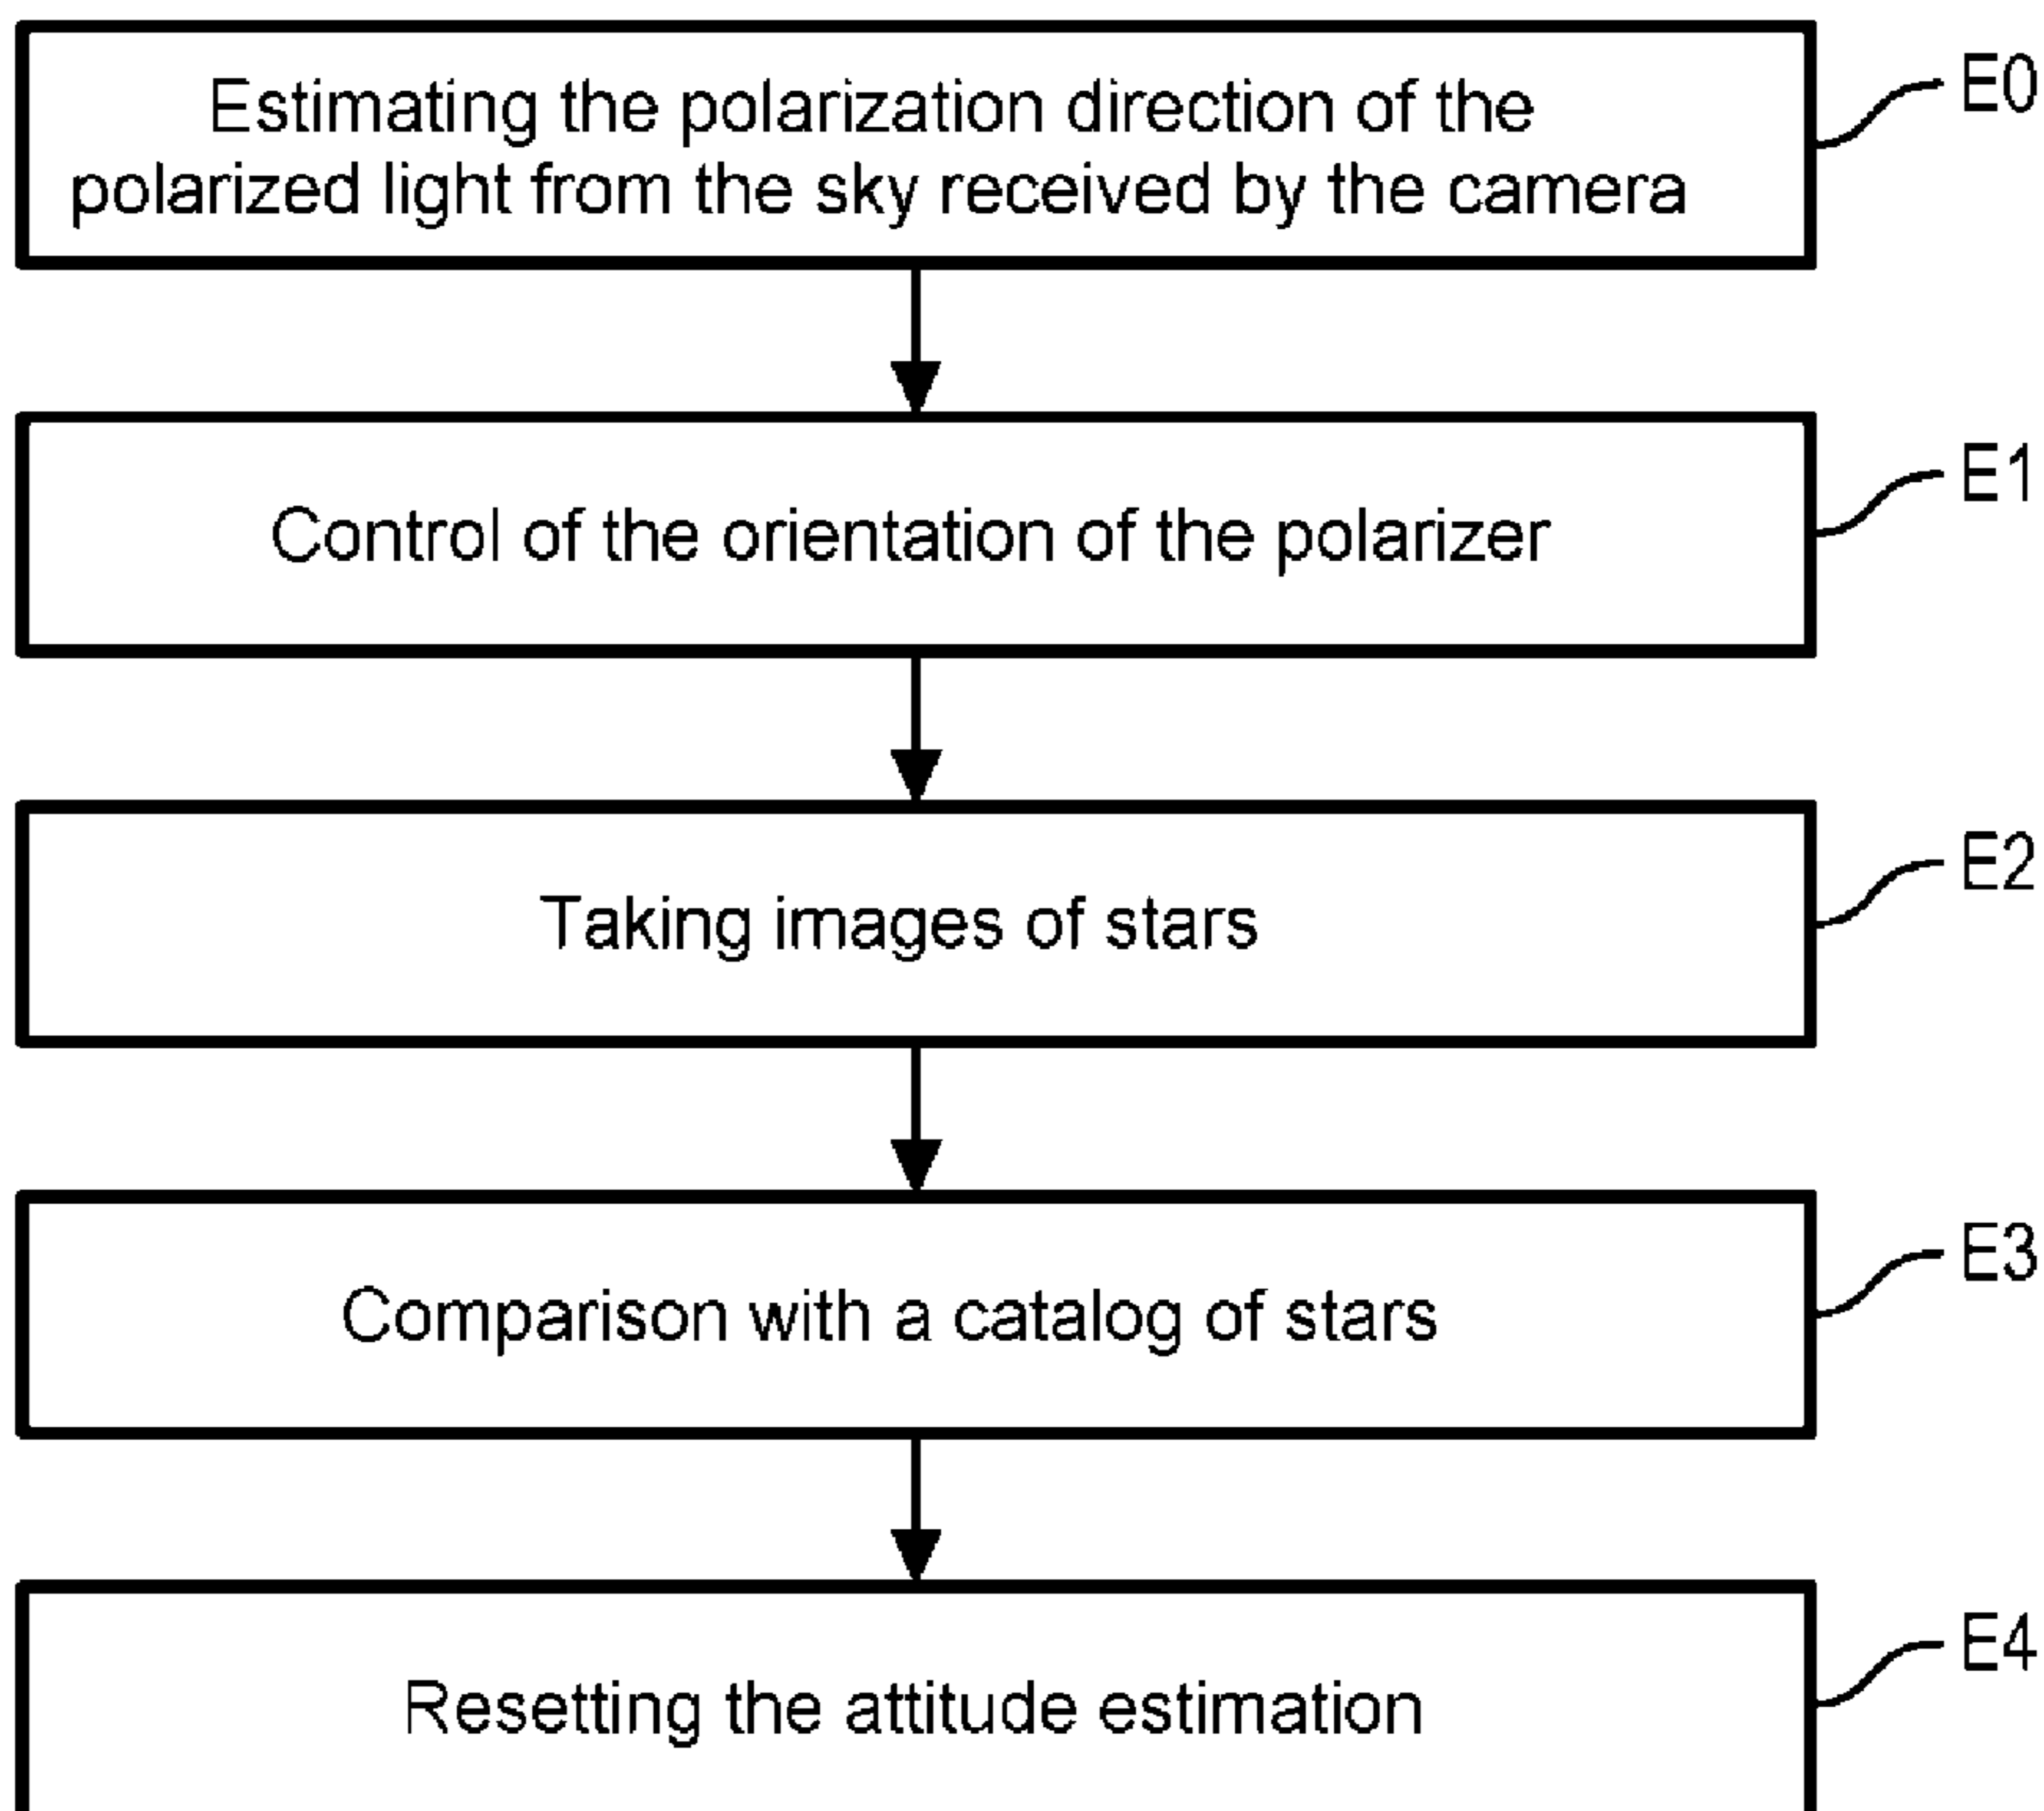 Estimating the polarization direction of the
polarized light from the sky received by the camera
E0
Control of the orientation of the polarizer
E1
Taking images of stars
E2
Comparison with a catalog of stars
E3
Resetting the attitude estimation
E4